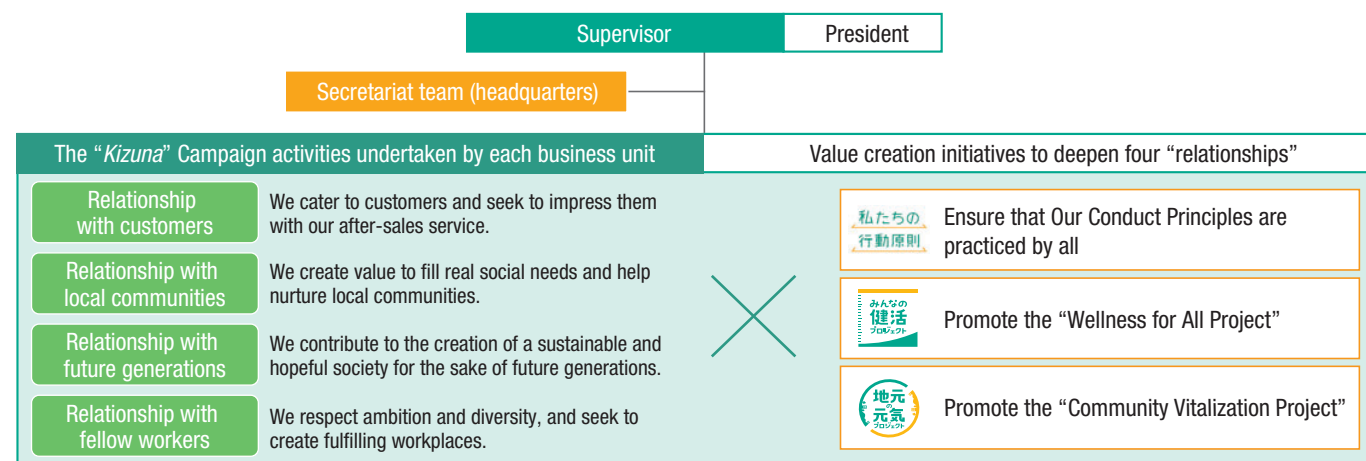 Supervisor
President
Secretariat team (headquarters)
The “Kizuna” Campaign activities undertaken by each business unit
Value creation initiatives to deepen four “relationships”
Relationship
with customers
We cater to customers and seek to impress them
with our after-sales service.
Relationship with
local communities
We create value to fill real social needs and help
nurture local communities.
Relationship with
future generations
We contribute to the creation of a sustainable and
hopeful society for the sake of future generations.
Relationship with
fellow workers
We respect ambition and diversity, and seek to
create fulfilling workplaces.
私たちの
行動原則
Ensure that Our Conduct Principles are
practiced by all
みんなの
健活
プロジェクト
Promote the “Wellness for All Project”
地元
の
元気
プロジェクト
Promote the “Community Vitalization Project”